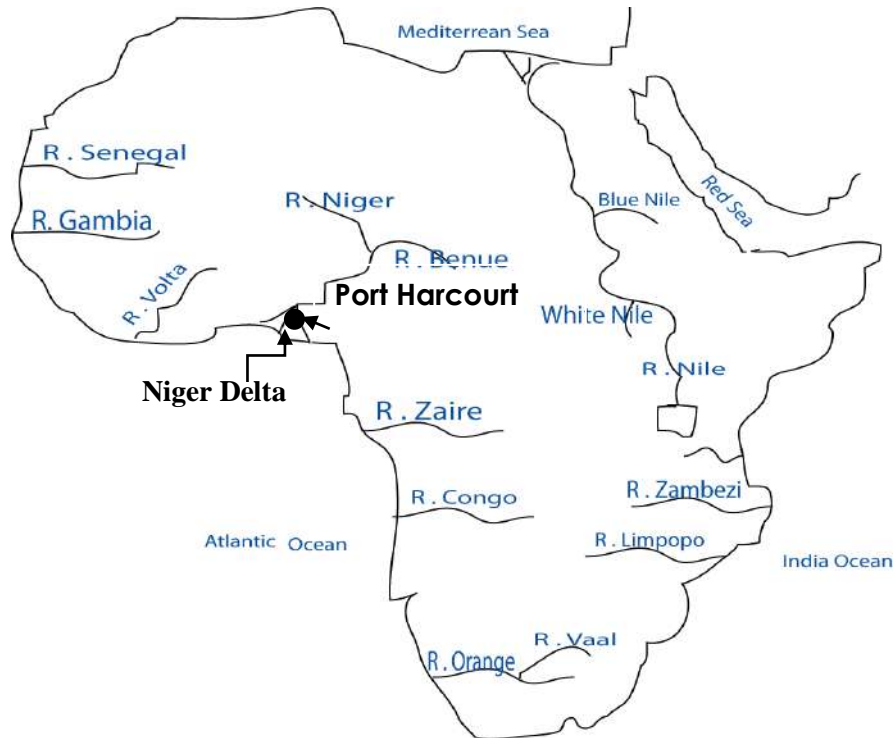 Mediterranean Sea
R . Senegal
Red Sea
R. Niger
Blue Nile
R. Gambia
R . Benue
R . Volta
Port Harcourt
White Nile
R . Nile
Niger Delta
R . Zaire
R . Congo
R . Zambezi
Atlantic Ocean
R . Limpopo
India Ocean
R . Vaal
R . Orange